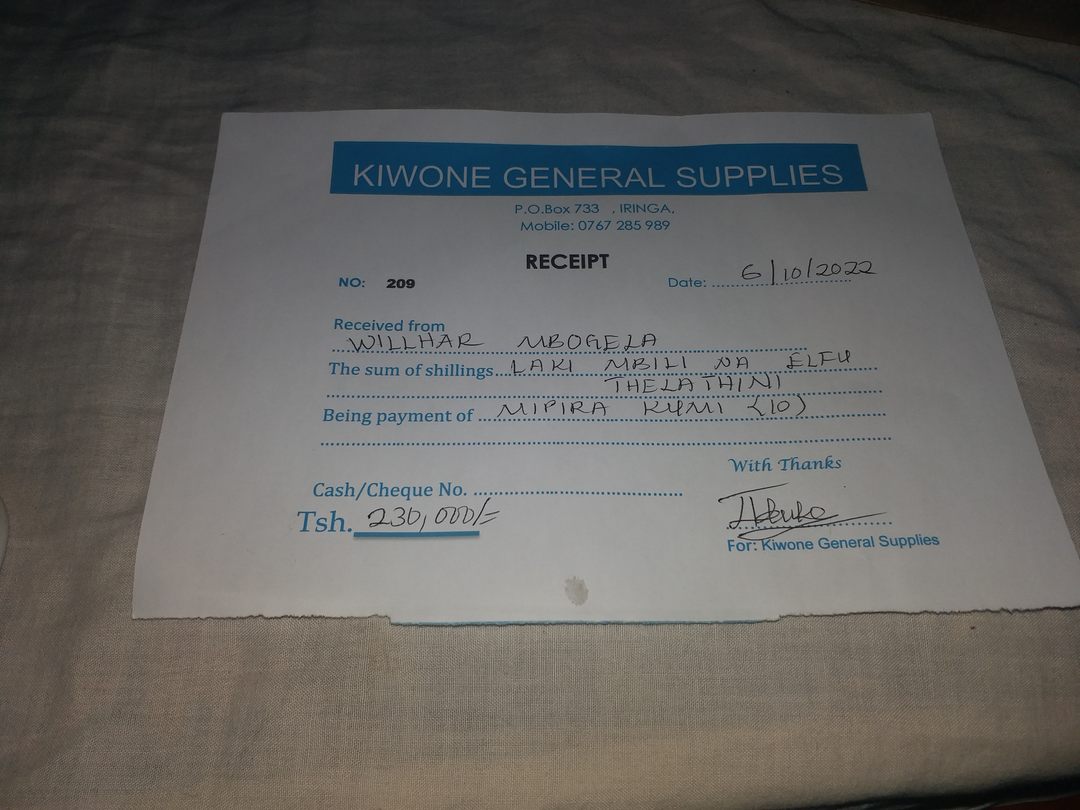 KIWONE GENERAL SUPPLIES
P.O.Box 733 , IRINGA,
Mobile: 0767 285 989
RECEIPT
NO: 209 Date: 6/10/2022
Received from
WILLHAR MBOGELA
The sum of shillings LAKI MBILI NA ELFU
THELATHINI
Being payment of MIPIRA KUMI (10)
With Thanks
Cash/Cheque No.
Tsh. 230,000/=
For: Kiwone General Supplies